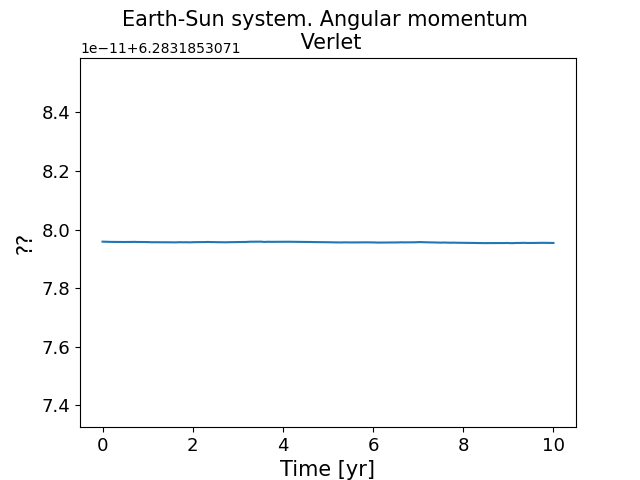 Earth-Sun system. Angular momentum
Verlet
1e−11+6.2831853071
8.4
8.2
8.0
7.8
7.6
7.4
??
0 2 4 6 8 10
Time [yr]